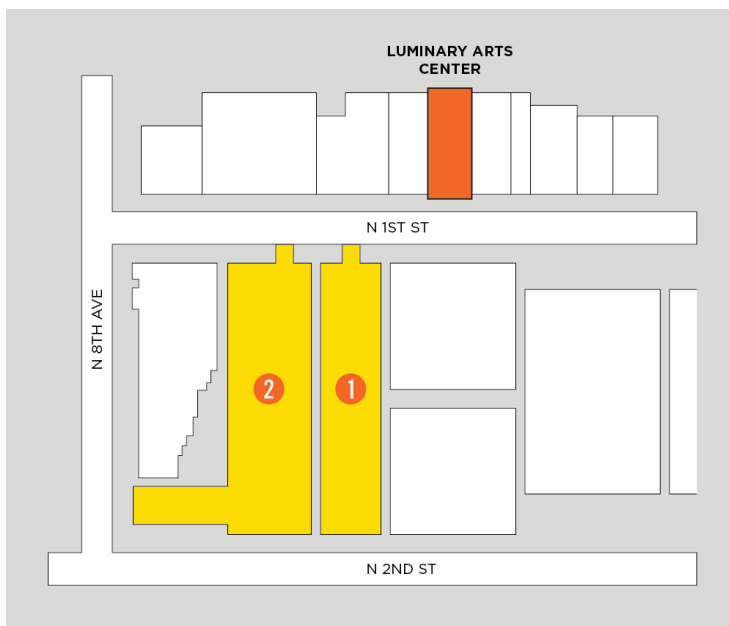 LUMINARY ARTS
CENTER
N 1ST ST
N 8TH AVE
2
1
N 2ND ST